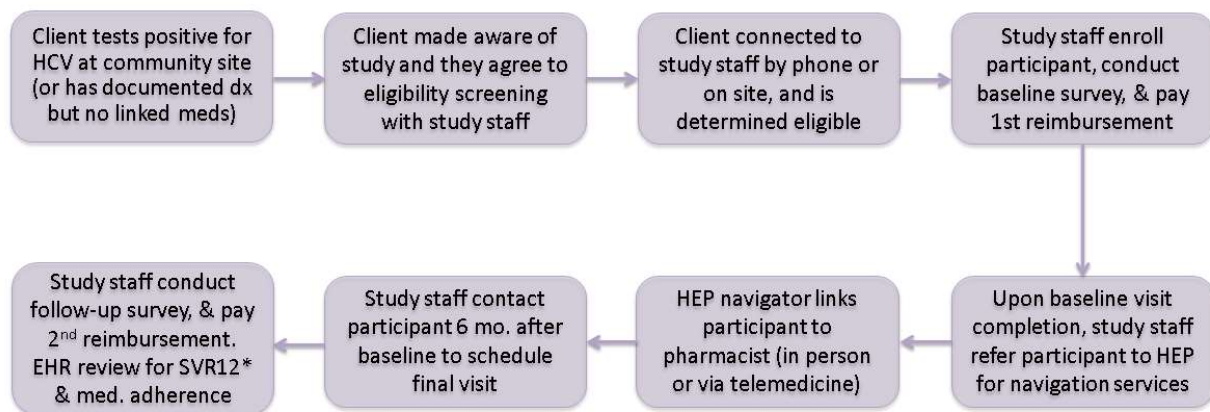 Client tests positive for
HCV at community site
(or has documented dx
but no linked meds)
Client made aware of
study and they agree to
eligibility screening
with study staff
Client connected to
study staff by phone or
on site, and is
determined eligible
Study staff enroll
participant, conduct
baseline survey, & pay
1st reimbursement
Upon baseline visit
completion, study staff
refer participant to HEP
for navigation services
HEP navigator links
participant to
pharmacist (in person
or via telemedicine)
Study staff contact
participant 6 mo. after
baseline to schedule
final visit
Study staff conduct
follow-up survey, & pay
2nd reimbursement.
EHR review for SVR12*
& med. adherence